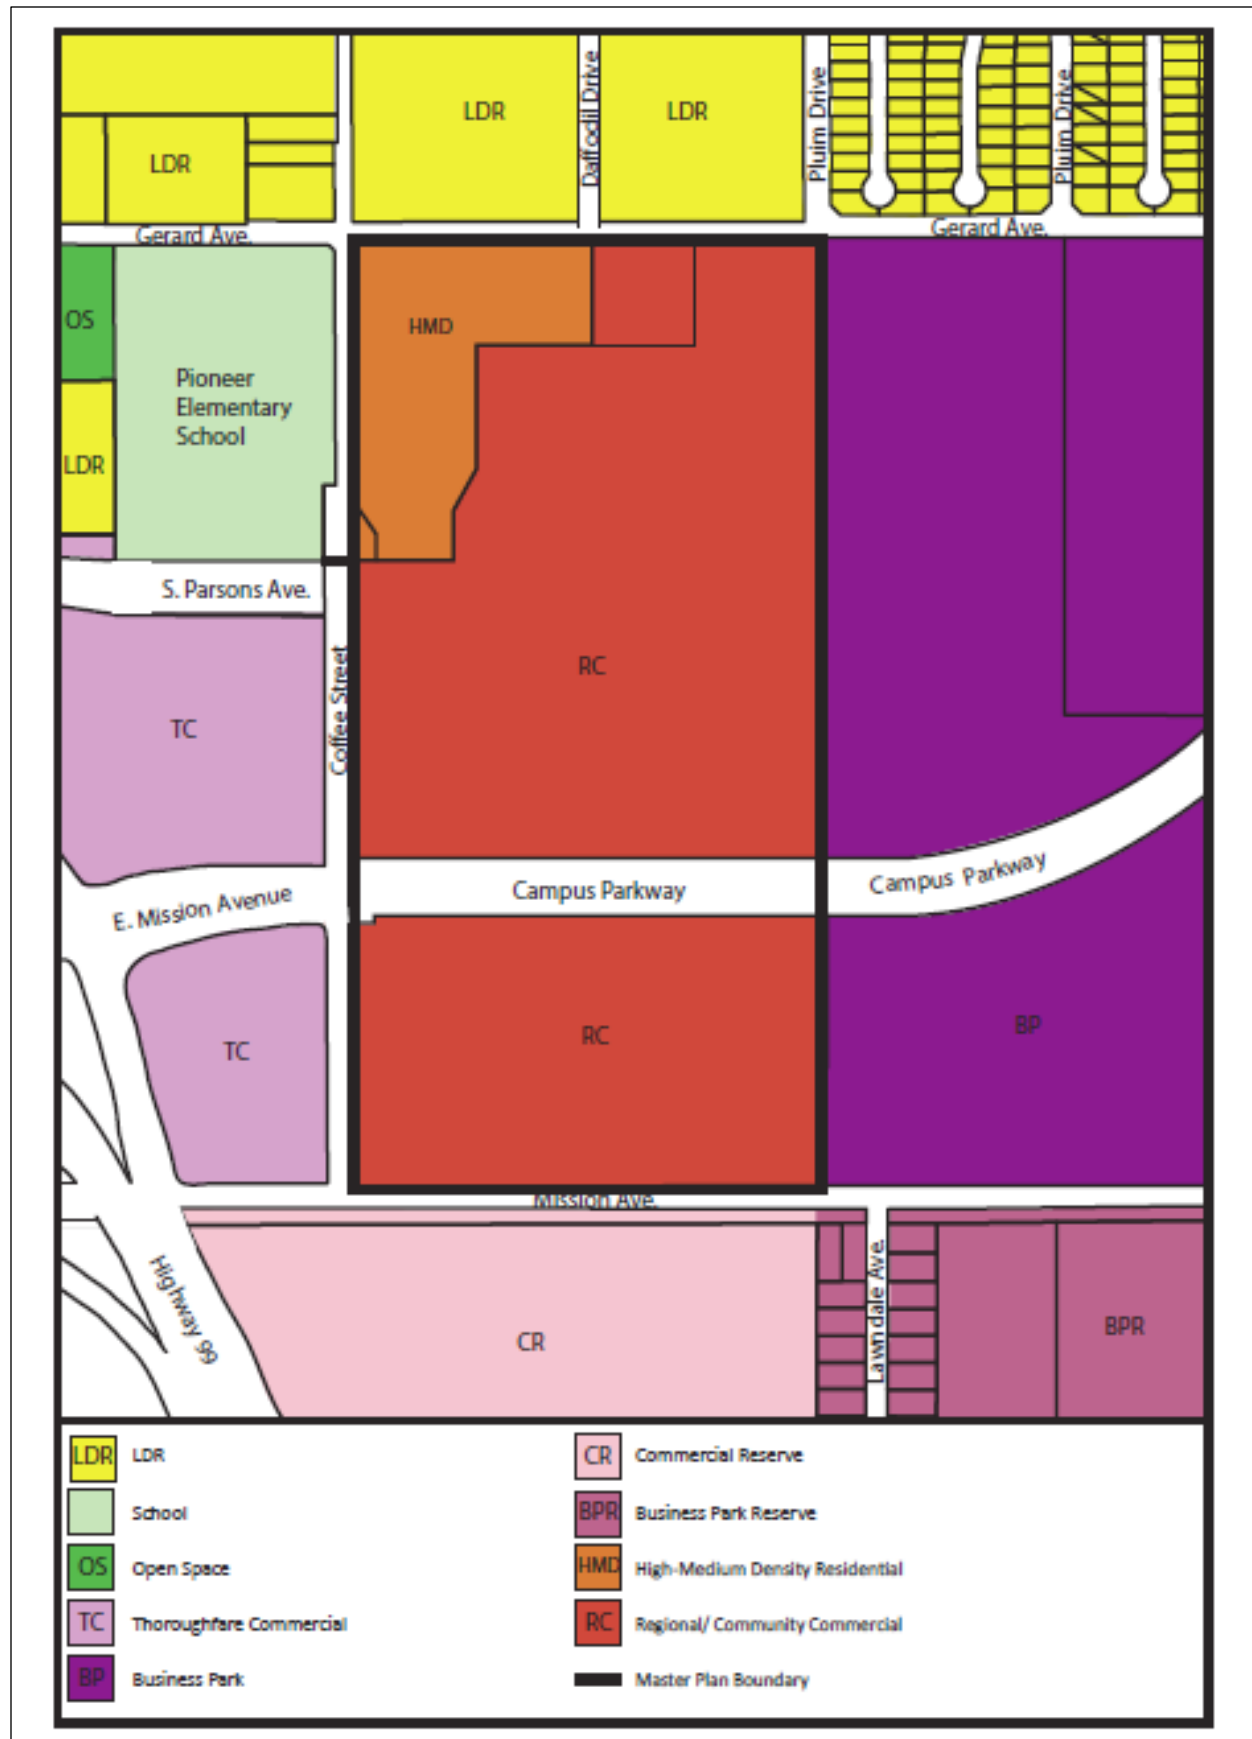 LDR
LDR
LDR
Daffodil Drive
Pluim Drive
Pluim Drive
Gerard Ave.
Gerard Ave.
OS
HMD
Pioneer
Elementary
School
LDR
S. Parsons Ave.
RC
Coffee Street
TC
Campus Parkway
Campus Parkway
E. Mission Avenue
TC
RC
BP
Mission Ave.
Highway 99
CR
Lawndale Ave.
BPR
LDR LDR
School
OS Open Space
TC Thoroughfare Commercial
BP Business Park
CR Commercial Reserve
BPR Business Park Reserve
HMD High-Medium Density Residential
RC Regional/ Community Commercial
Master Plan Boundary